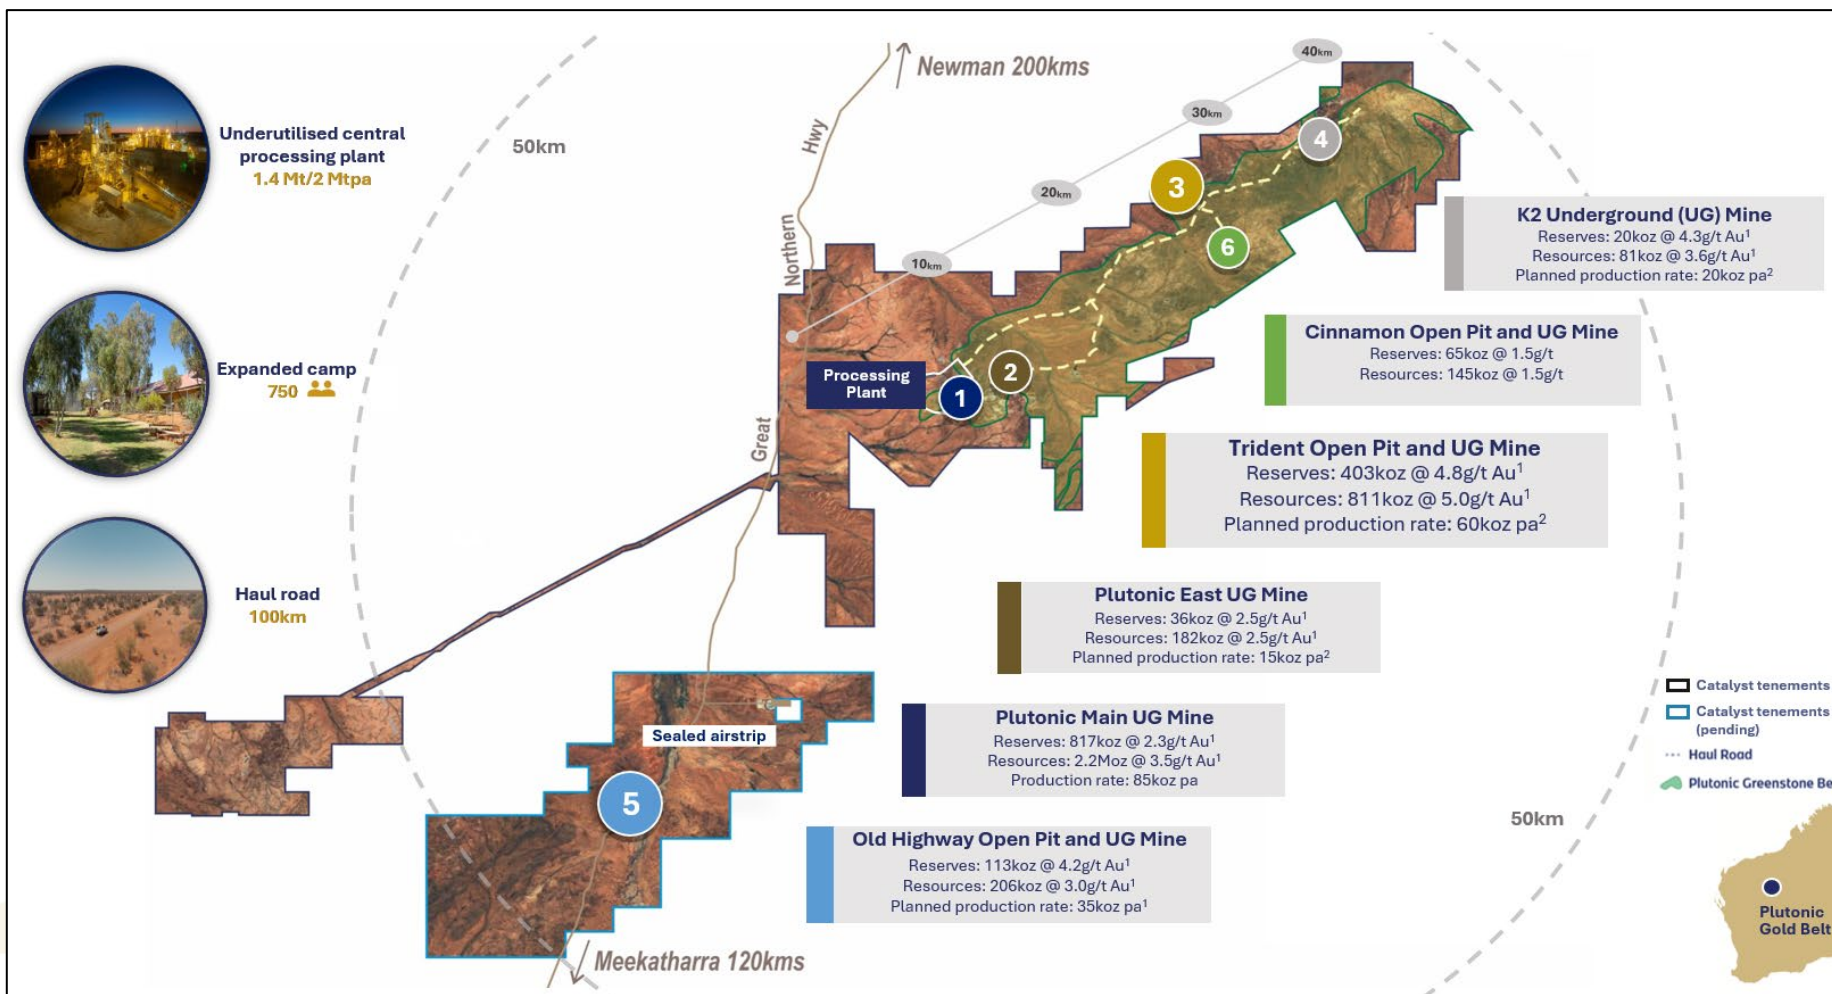 Newman 200kms
40km
30km
20km
10km
50km
Hwy
Northern
Great
Underutilised central
processing plant
1.4 Mt/2 Mtpa
Expanded camp
750
Haul road
100km
4
3
6
2
1
Processing
Plant
K2 Underground (UG) Mine
Reserves: 20koz @ 4.3g/t Au¹
Resources: 81koz @ 3.6g/t Au¹
Planned production rate: 20koz pa²
Cinnamon Open Pit and UG Mine
Reserves: 65koz @ 1.5g/t
Resources: 145koz @ 1.5g/t
Trident Open Pit and UG Mine
Reserves: 403koz @ 4.8g/t Au¹
Resources: 811koz @ 5.0g/t Au¹
Planned production rate: 60koz pa²
Plutonic East UG Mine
Reserves: 36koz @ 2.5g/t Au¹
Resources: 182koz @ 2.5g/t Au¹
Planned production rate: 15koz pa²
Plutonic Main UG Mine
Reserves: 817koz @ 2.3g/t Au¹
Resources: 2.2Moz @ 3.5g/t Au¹
Production rate: 85koz pa
Old Highway Open Pit and UG Mine
Reserves: 113koz @ 4.2g/t Au¹
Resources: 206koz @ 3.0g/t Au¹
Planned production rate: 35koz pa¹
Sealed airstrip
5
Meekatharra 120kms
50km
Catalyst tenements
Catalyst tenements
(pending)
Haul Road
Plutonic Greenstone Be
Plutonic
Gold Belt